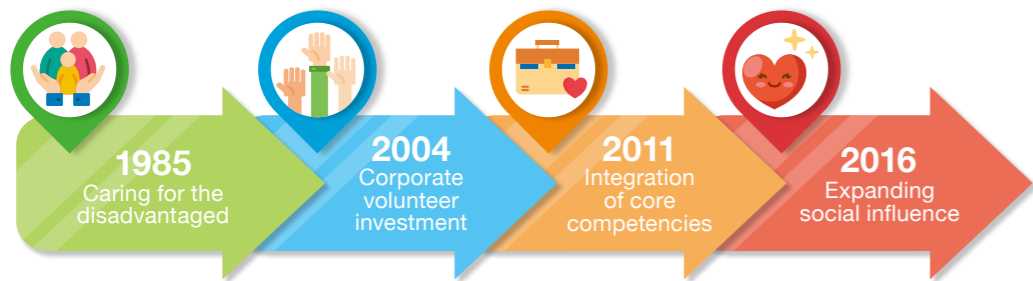 1985
Caring for the
disadvantaged
2004
Corporate
volunteer
investment
2011
Integration
of core
competencies
2016
Expanding
social influence